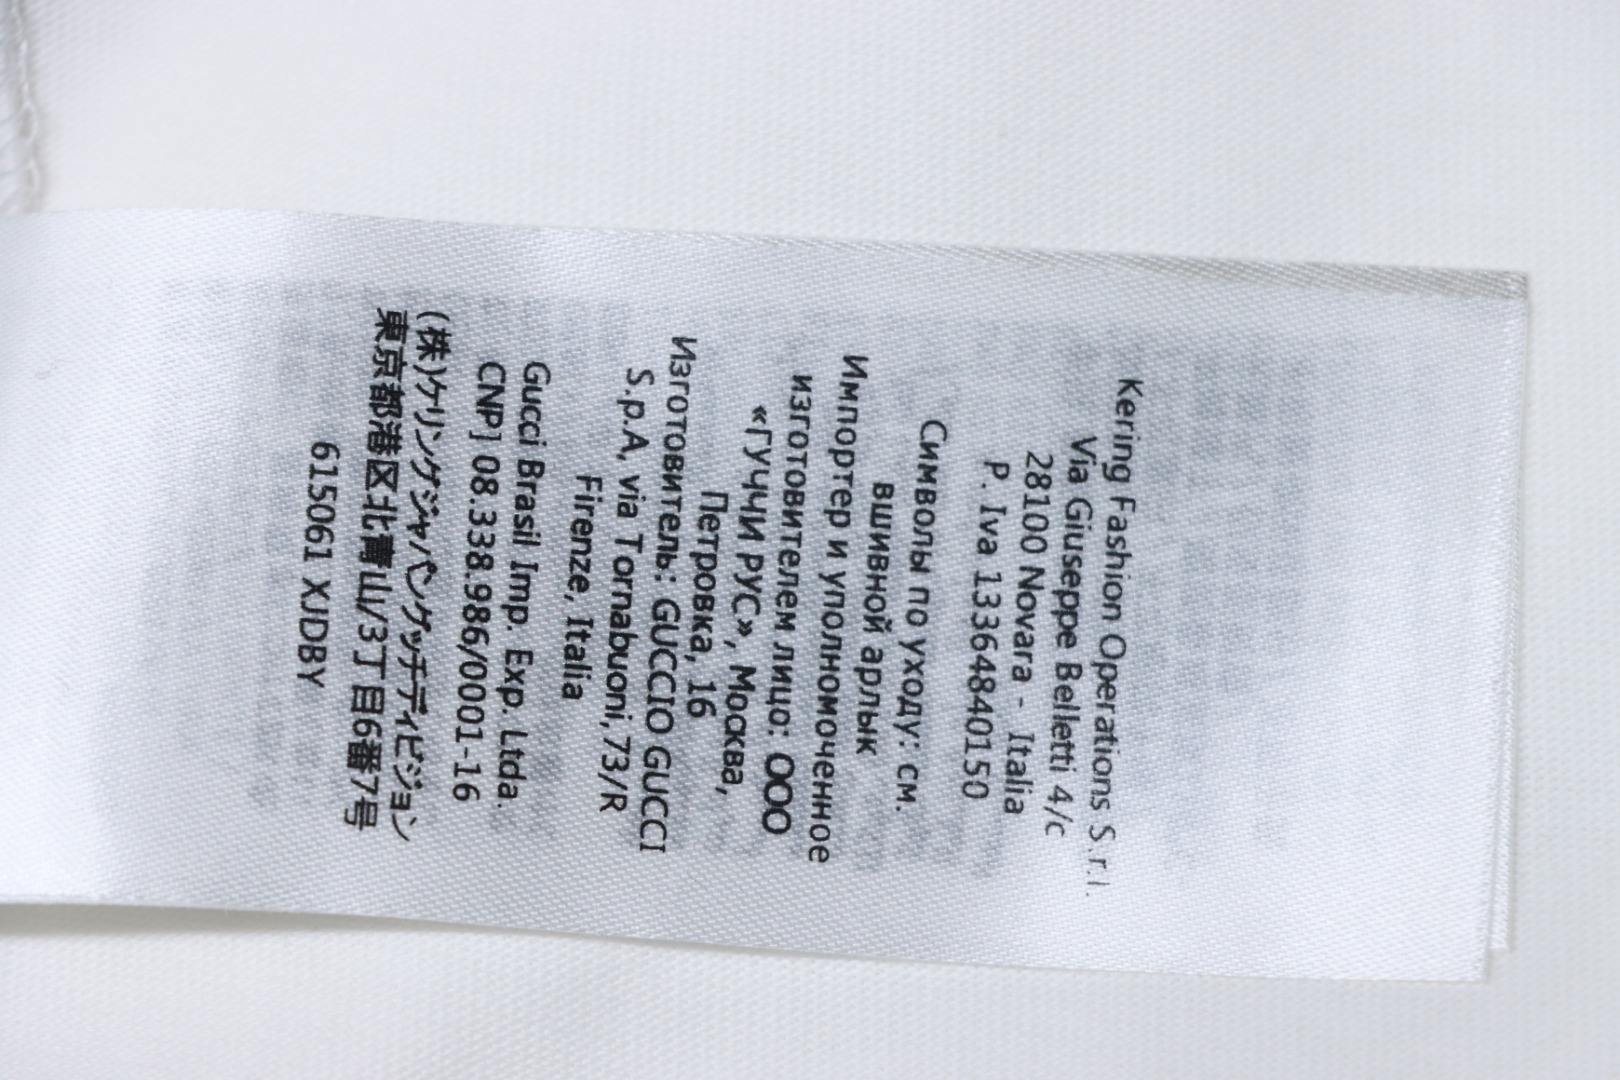 Kering Fashion Operations S.r.l.
Via Giuseppe Belletti 4/c
28100 Novara - Italia
P. Iva 13364840150
Символы по уходу: см.
вшивной арлык
Импортер и уполномоченное
изготовителем лицо: ООО
«ГУЧЧИ РУС», Москва,
Петровка, 16
Изготовитель: GUCCIO GUCCI
S.p.A, via Tornabuoni, 73/R
Firenze, Italia
Gucci Brasil Imp. Exp. Ltda.
CNPJ 08.338.986/0001-16
(株)ケリングジャパングッチディビジョン
東京都港区北青山/3丁目6番7号
615061 XJDBY